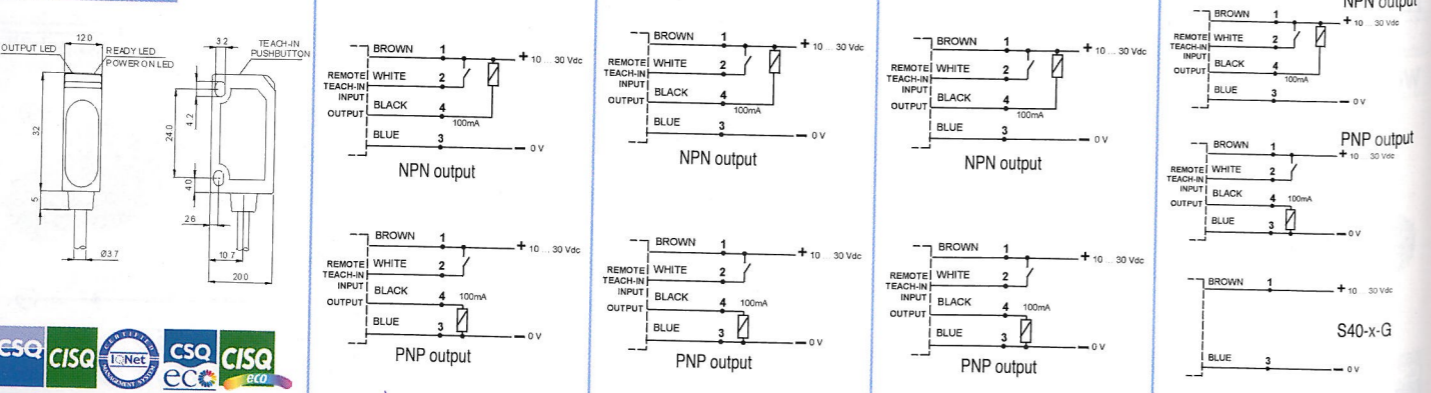 OUTPUT LED
12.0
READY LED
POWER ON LED
32
5
Ø3.7
3.2
TEACH-IN
PUSHBUTTON
4.2
24.0
4.0
2.6
10.7
20.0
CSQ
CISQ
CERTIFIED
IQNet
MANAGEMENT SYSTEM
CSQ
eco
CISQ
eco
BROWN 1 + 10 ... 30 Vdc
REMOTE WHITE 2
TEACH-IN
INPUT
BLACK 4
OUTPUT
100mA
BLUE 3 - 0 V
NPN output
BROWN 1 + 10 ... 30 Vdc
REMOTE WHITE 2
TEACH-IN
INPUT
BLACK 4 100mA
OUTPUT
BLUE 3 - 0 V
PNP output
BROWN 1 + 10 ... 30 Vdc
REMOTE WHITE 2
TEACH-IN
INPUT
BLACK 4
OUTPUT
100mA
BLUE 3 - 0 V
NPN output
BROWN 1 + 10 ... 30 Vdc
REMOTE WHITE 2
TEACH-IN
INPUT
BLACK 4 100mA
OUTPUT
BLUE 3 - 0 V
PNP output
BROWN 1 + 10 ... 30 Vdc
REMOTE WHITE 2
TEACH-IN
INPUT
BLACK 4
OUTPUT
100mA
BLUE 3 - 0 V
NPN output
BROWN 1 + 10 ... 30 Vdc
REMOTE WHITE 2
TEACH-IN
INPUT
BLACK 4 100mA
OUTPUT
BLUE 3 - 0 V
PNP output
NPN output
BROWN 1 + 10 ... 30 Vdc
REMOTE WHITE 2
TEACH-IN
INPUT
BLACK 4
OUTPUT
100mA
BLUE 3 - 0 V
PNP output
BROWN 1 + 10 ... 30 Vdc
REMOTE WHITE 2
TEACH-IN
INPUT
BLACK 4 100mA
OUTPUT
BLUE 3 - 0 V
BROWN 1 + 10 ... 30 Vdc
S40-x-G
BLUE 3 - 0 V